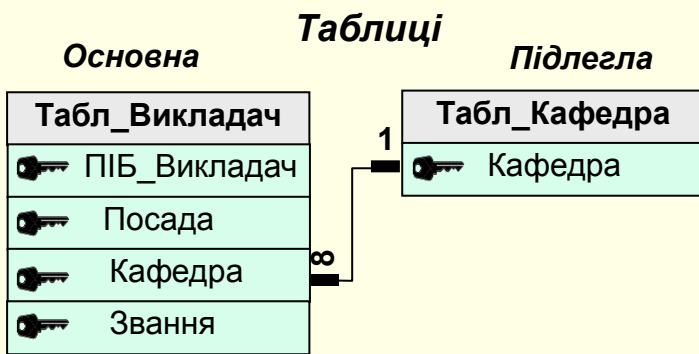 Таблиці
Основна
Підлегла
Табл_Викладач
ПІБ_Викладач
Посада
Кафедра
Звання
∞
1
Табл_Кафедра
Кафедра